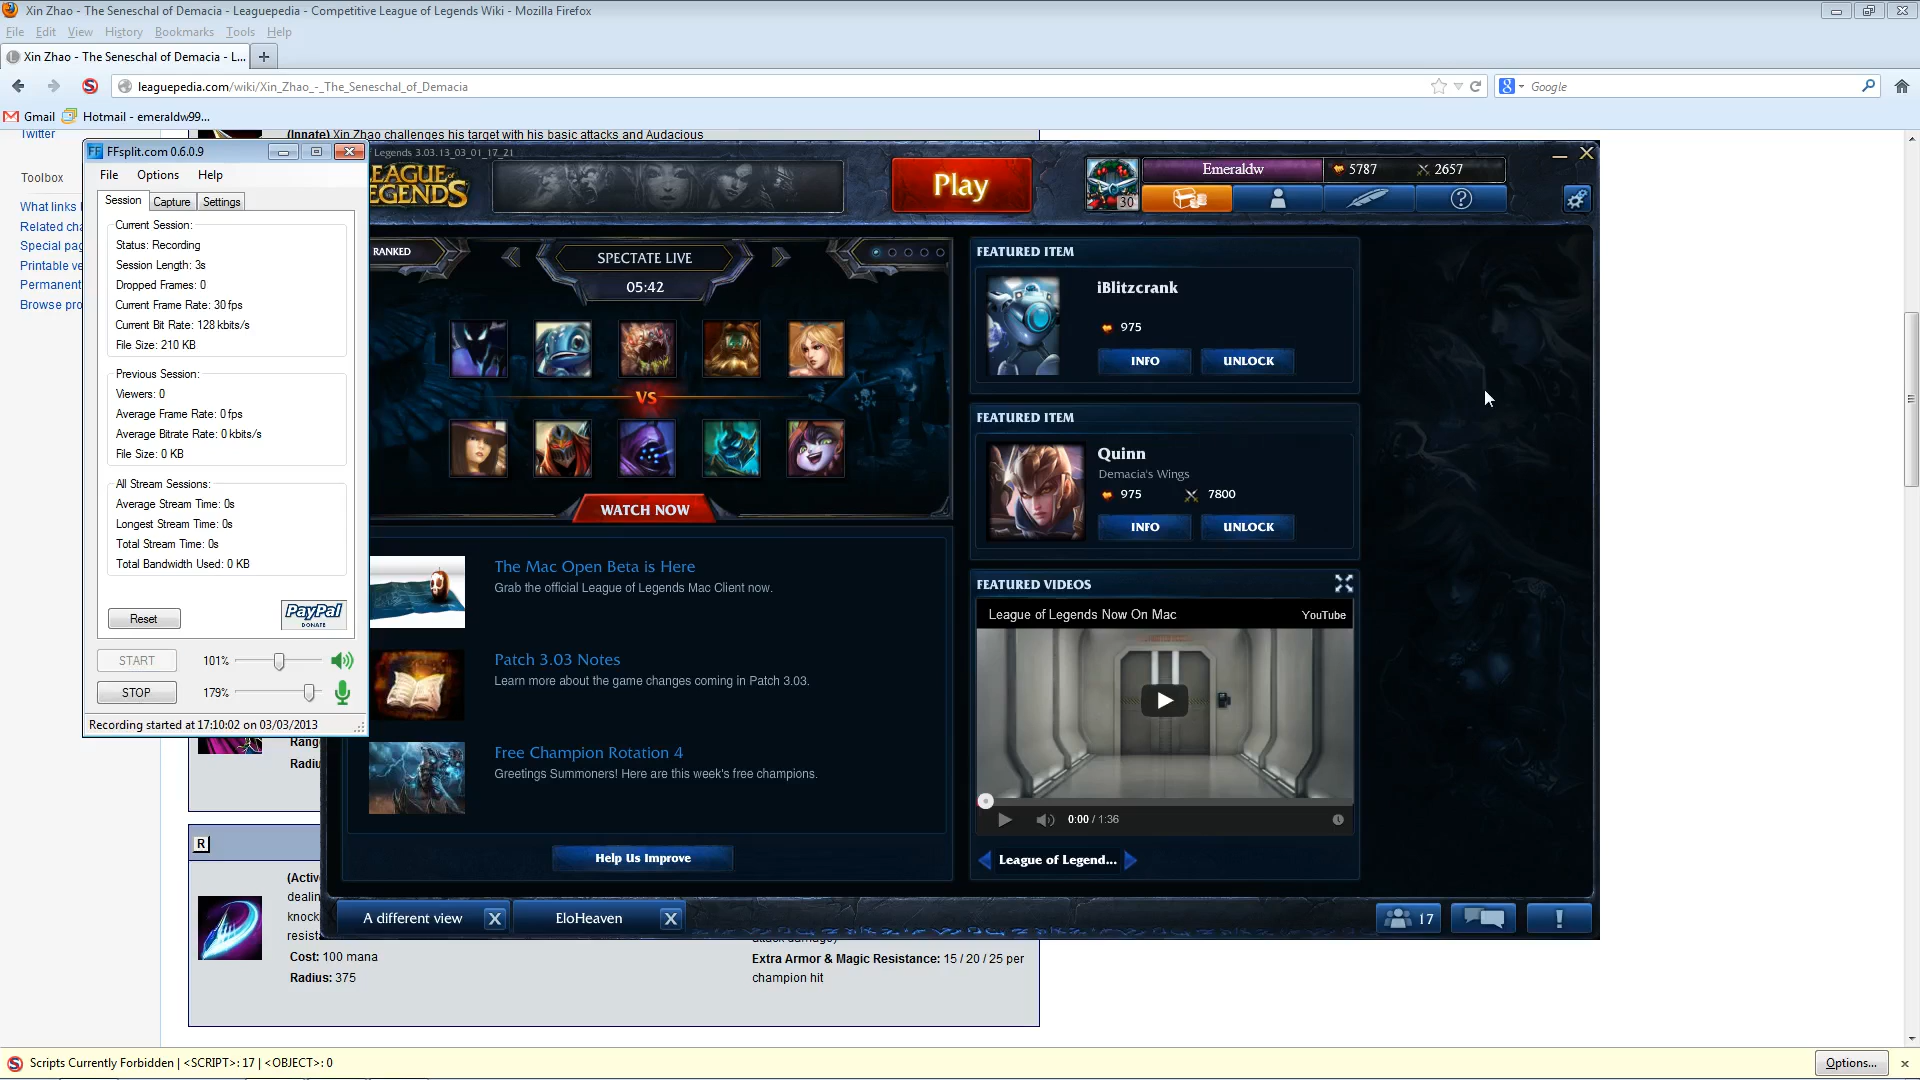 Xin Zhao - The Seneschal of Demacia - Leaguepedia - Competitive League of Legends Wiki - Mozilla Firefox
File Edit View History Bookmarks Tools Help
Xin Zhao - The Seneschal of Demacia - L...
leaguepedia.com/wiki/Xin_Zhao_-_The_Seneschal_of_Demacia
Google
Gmail Hotmail - emeraldw99...
Twitter
(Innate) Xin Zhao challenges his target with his basic attacks and Audacious
Toolbox
What links
Related cha
Special pag
Printable ve
Permanent
Browse pro
FFsplit.com 0.6.0.9
File Options Help
Session Capture Settings
Current Session:
Status: Recording
Session Length: 3s
Dropped Frames: 0
Current Frame Rate: 30 fps
Current Bit Rate: 128 kbits/s
File Size: 210 KB
Previous Session:
Viewers: 0
Average Frame Rate: 0 fps
Average Bitrate Rate: 0 kbits/s
File Size: 0 KB
All Stream Sessions:
Average Stream Time: 0s
Longest Stream Time: 0s
Total Stream Time: 0s
Total Bandwidth Used: 0 KB
Reset
PayPal
DONATE
START 101%
STOP 179%
Recording started at 17:10:02 on 03/03/2013
Legends 3.03.13_03_01_17_21
EAGUE OF
EGENDS
Play
30
Emeraldw 5787 2657
RANKED
SPECTATE LIVE
05:42
VS
WATCH NOW
The Mac Open Beta is Here
Grab the official League of Legends Mac Client now.
Patch 3.03 Notes
Learn more about the game changes coming in Patch 3.03.
Free Champion Rotation 4
Greetings Summoners! Here are this week's free champions.
Help Us Improve
FEATURED ITEM
iBlitzcrank
975
INFO UNLOCK
FEATURED ITEM
Quinn
Demacia's Wings
975 7800
INFO UNLOCK
FEATURED VIDEOS
League of Legends Now On Mac YouTube
0:00 / 1:36
League of Legend...
A different view X EloHeaven X
17
Rang
Radiu
R
(Activ
dealin
knock
resist
Cost: 100 mana
Radius: 375
attack damage)
Extra Armor & Magic Resistance: 15 / 20 / 25 per
champion hit
Scripts Currently Forbidden | <SCRIPT>: 17 | <OBJECT>: 0
Options...